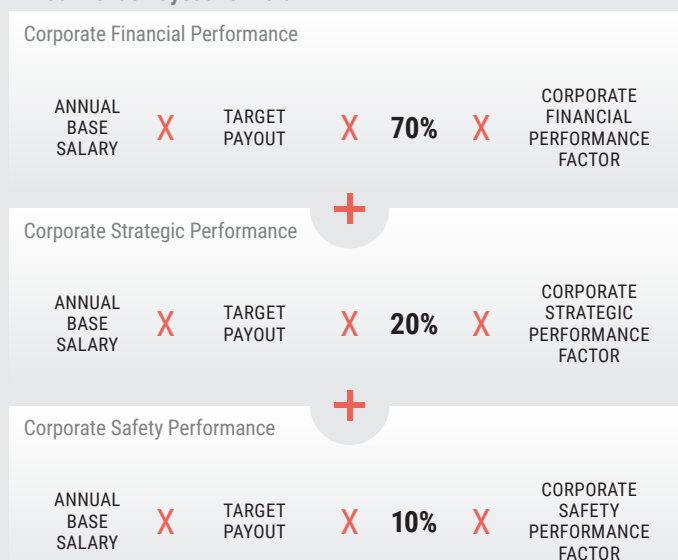 Corporate Financial Performance
ANNUAL
BASE
SALARY
X
TARGET
PAYOUT
X
70%
X
CORPORATE
FINANCIAL
PERFORMANCE
FACTOR
+
Corporate Strategic Performance
ANNUAL
BASE
SALARY
X
TARGET
PAYOUT
X
20%
X
CORPORATE
STRATEGIC
PERFORMANCE
FACTOR
+
Corporate Safety Performance
ANNUAL
BASE
SALARY
X
TARGET
PAYOUT
X
10%
X
CORPORATE
SAFETY
PERFORMANCE
FACTOR